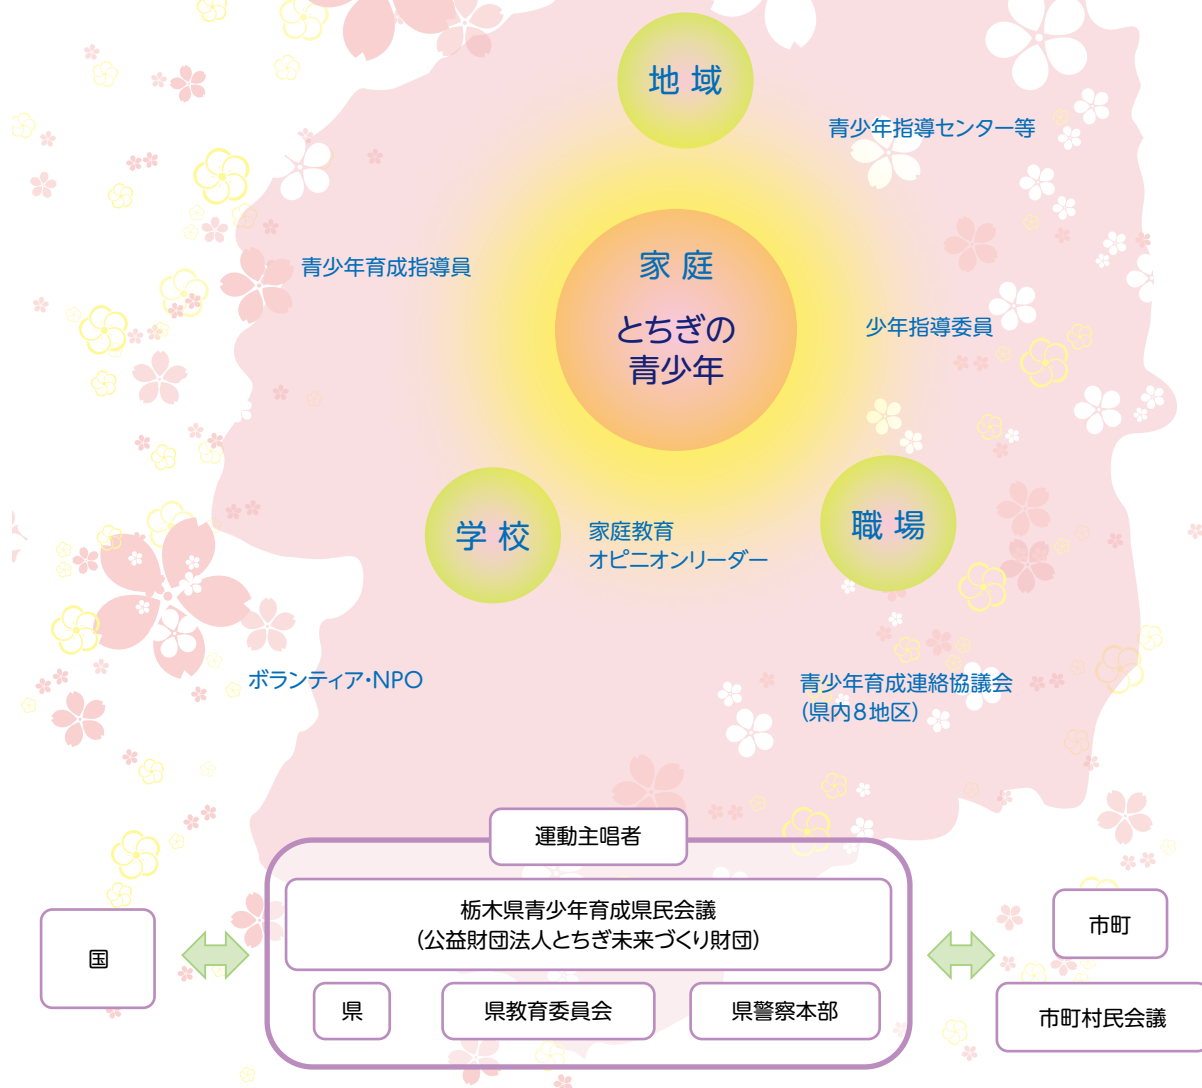 地域
青少年指導センター等
青少年育成指導員
家庭
とちぎの
青少年
少年指導委員
学校
家庭教育
オピニオンリーダー
職場
ボランティア・NPO
青少年育成連絡協議会
(県内8地区)
運動主唱者
栃木県青少年育成県民会議
(公益財団法人とちぎ未来づくり財団)
国
県
県教育委員会
県警察本部
市町
市町村民会議